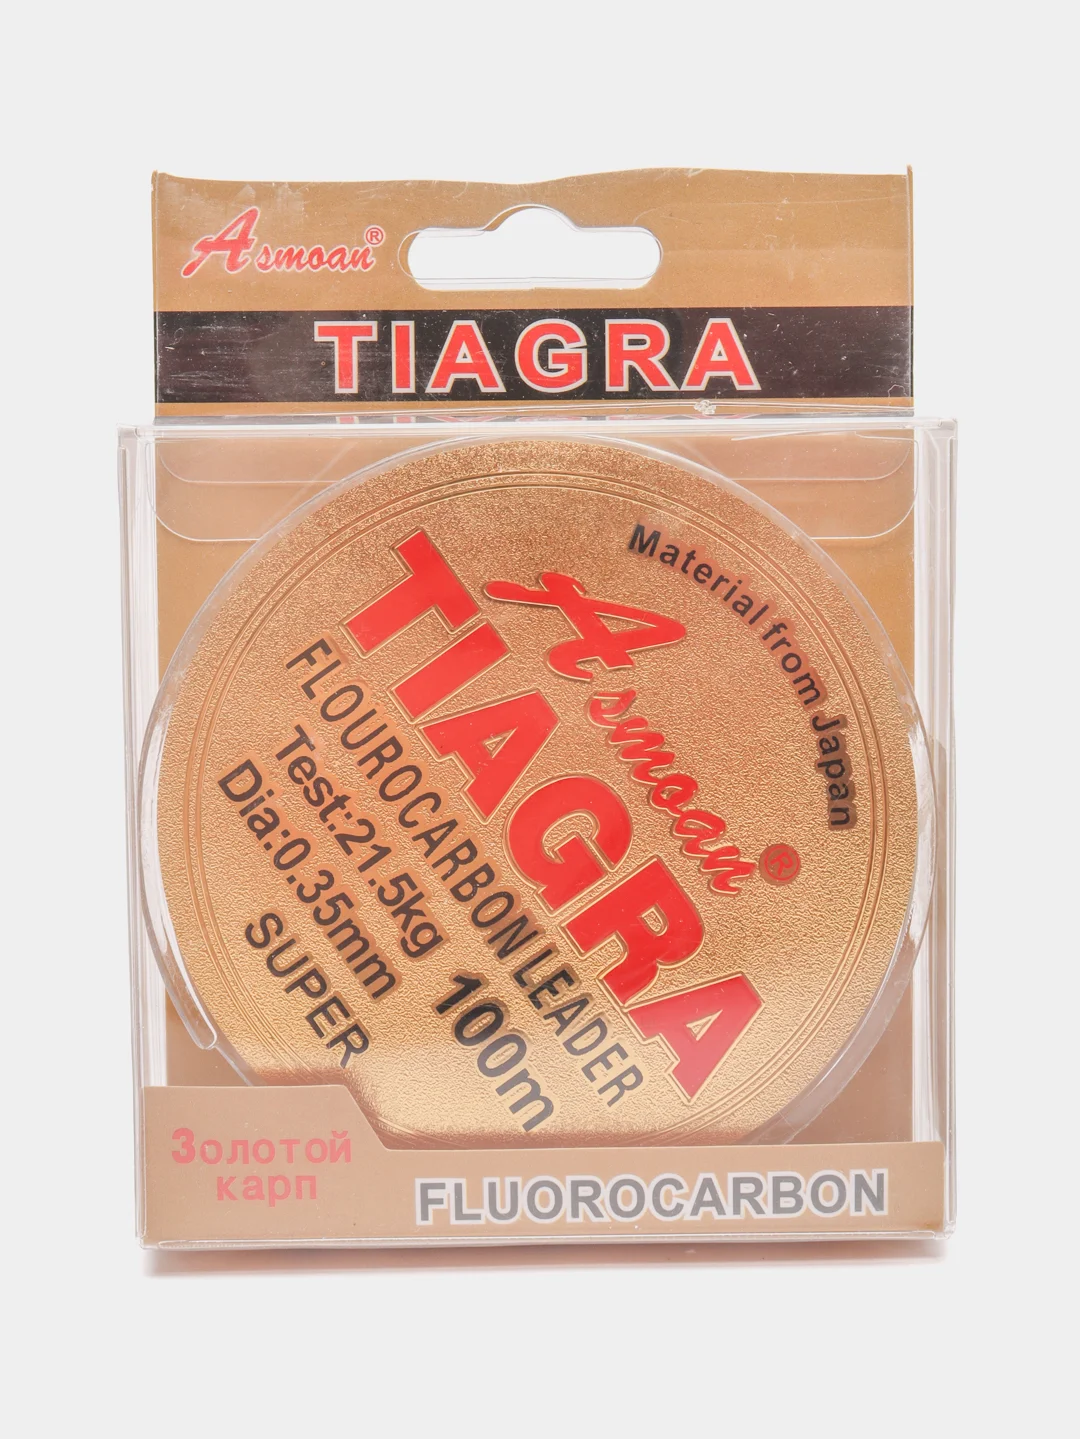 Asmoan®
TIAGRA
Material from Japan
Asmoan®
TIAGRA
FLOUROCARBON LEADER
Test:21.5kg 100m
Dia:0.35mm
SUPER
Золотой
карп
FLUOROCARBON